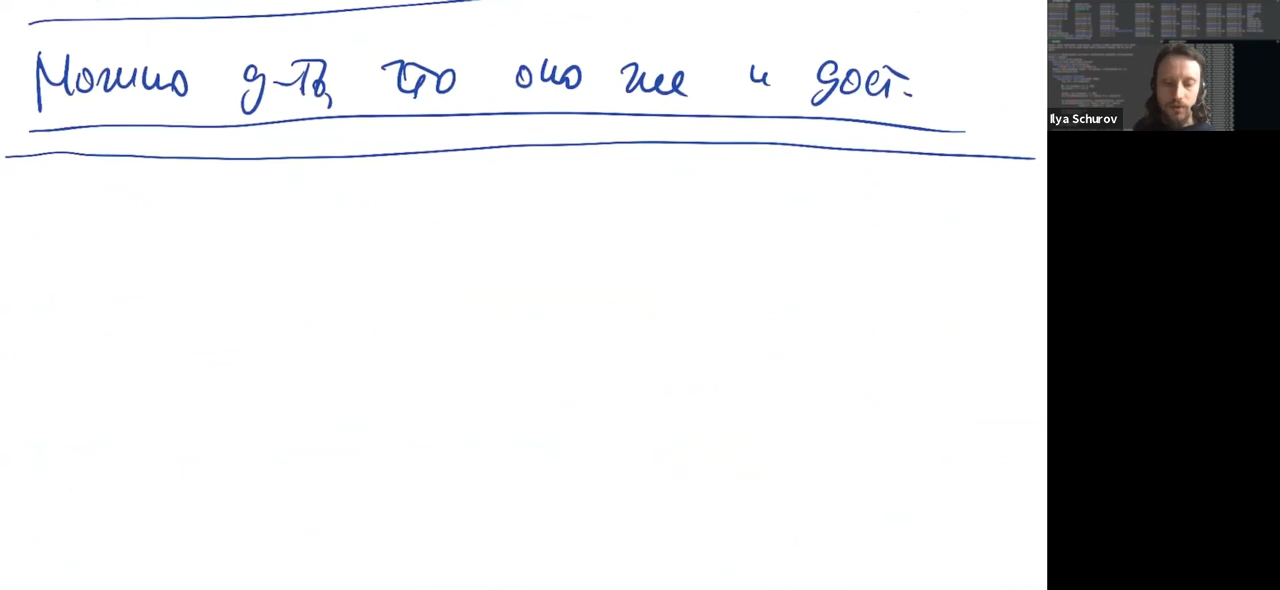 Можно д-ть, что оно же и дост.
Ilya Schurov